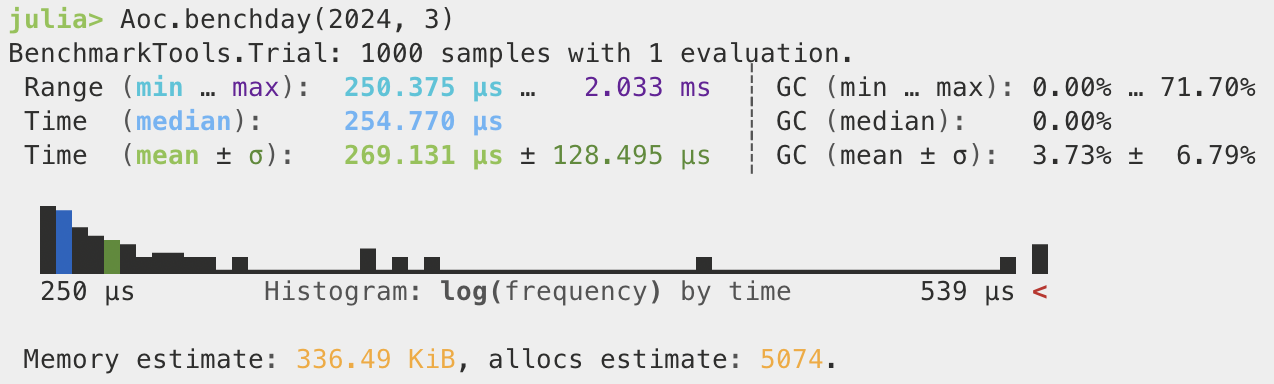 julia> Aoc.benchday(2024, 3)
BenchmarkTools.Trial: 1000 samples with 1 evaluation.
Range (min … max): 250.375 μs … 2.033 ms ┊ GC (min … max): 0.00% … 71.70%
Time (median): 254.770 μs ┊ GC (median): 0.00%
Time (mean ± σ): 269.131 μs ± 128.495 μs ┊ GC (mean ± σ): 3.73% ± 6.79%
250 μs Histogram: log(frequency) by time 539 μs <
Memory estimate: 336.49 KiB, allocs estimate: 5074.